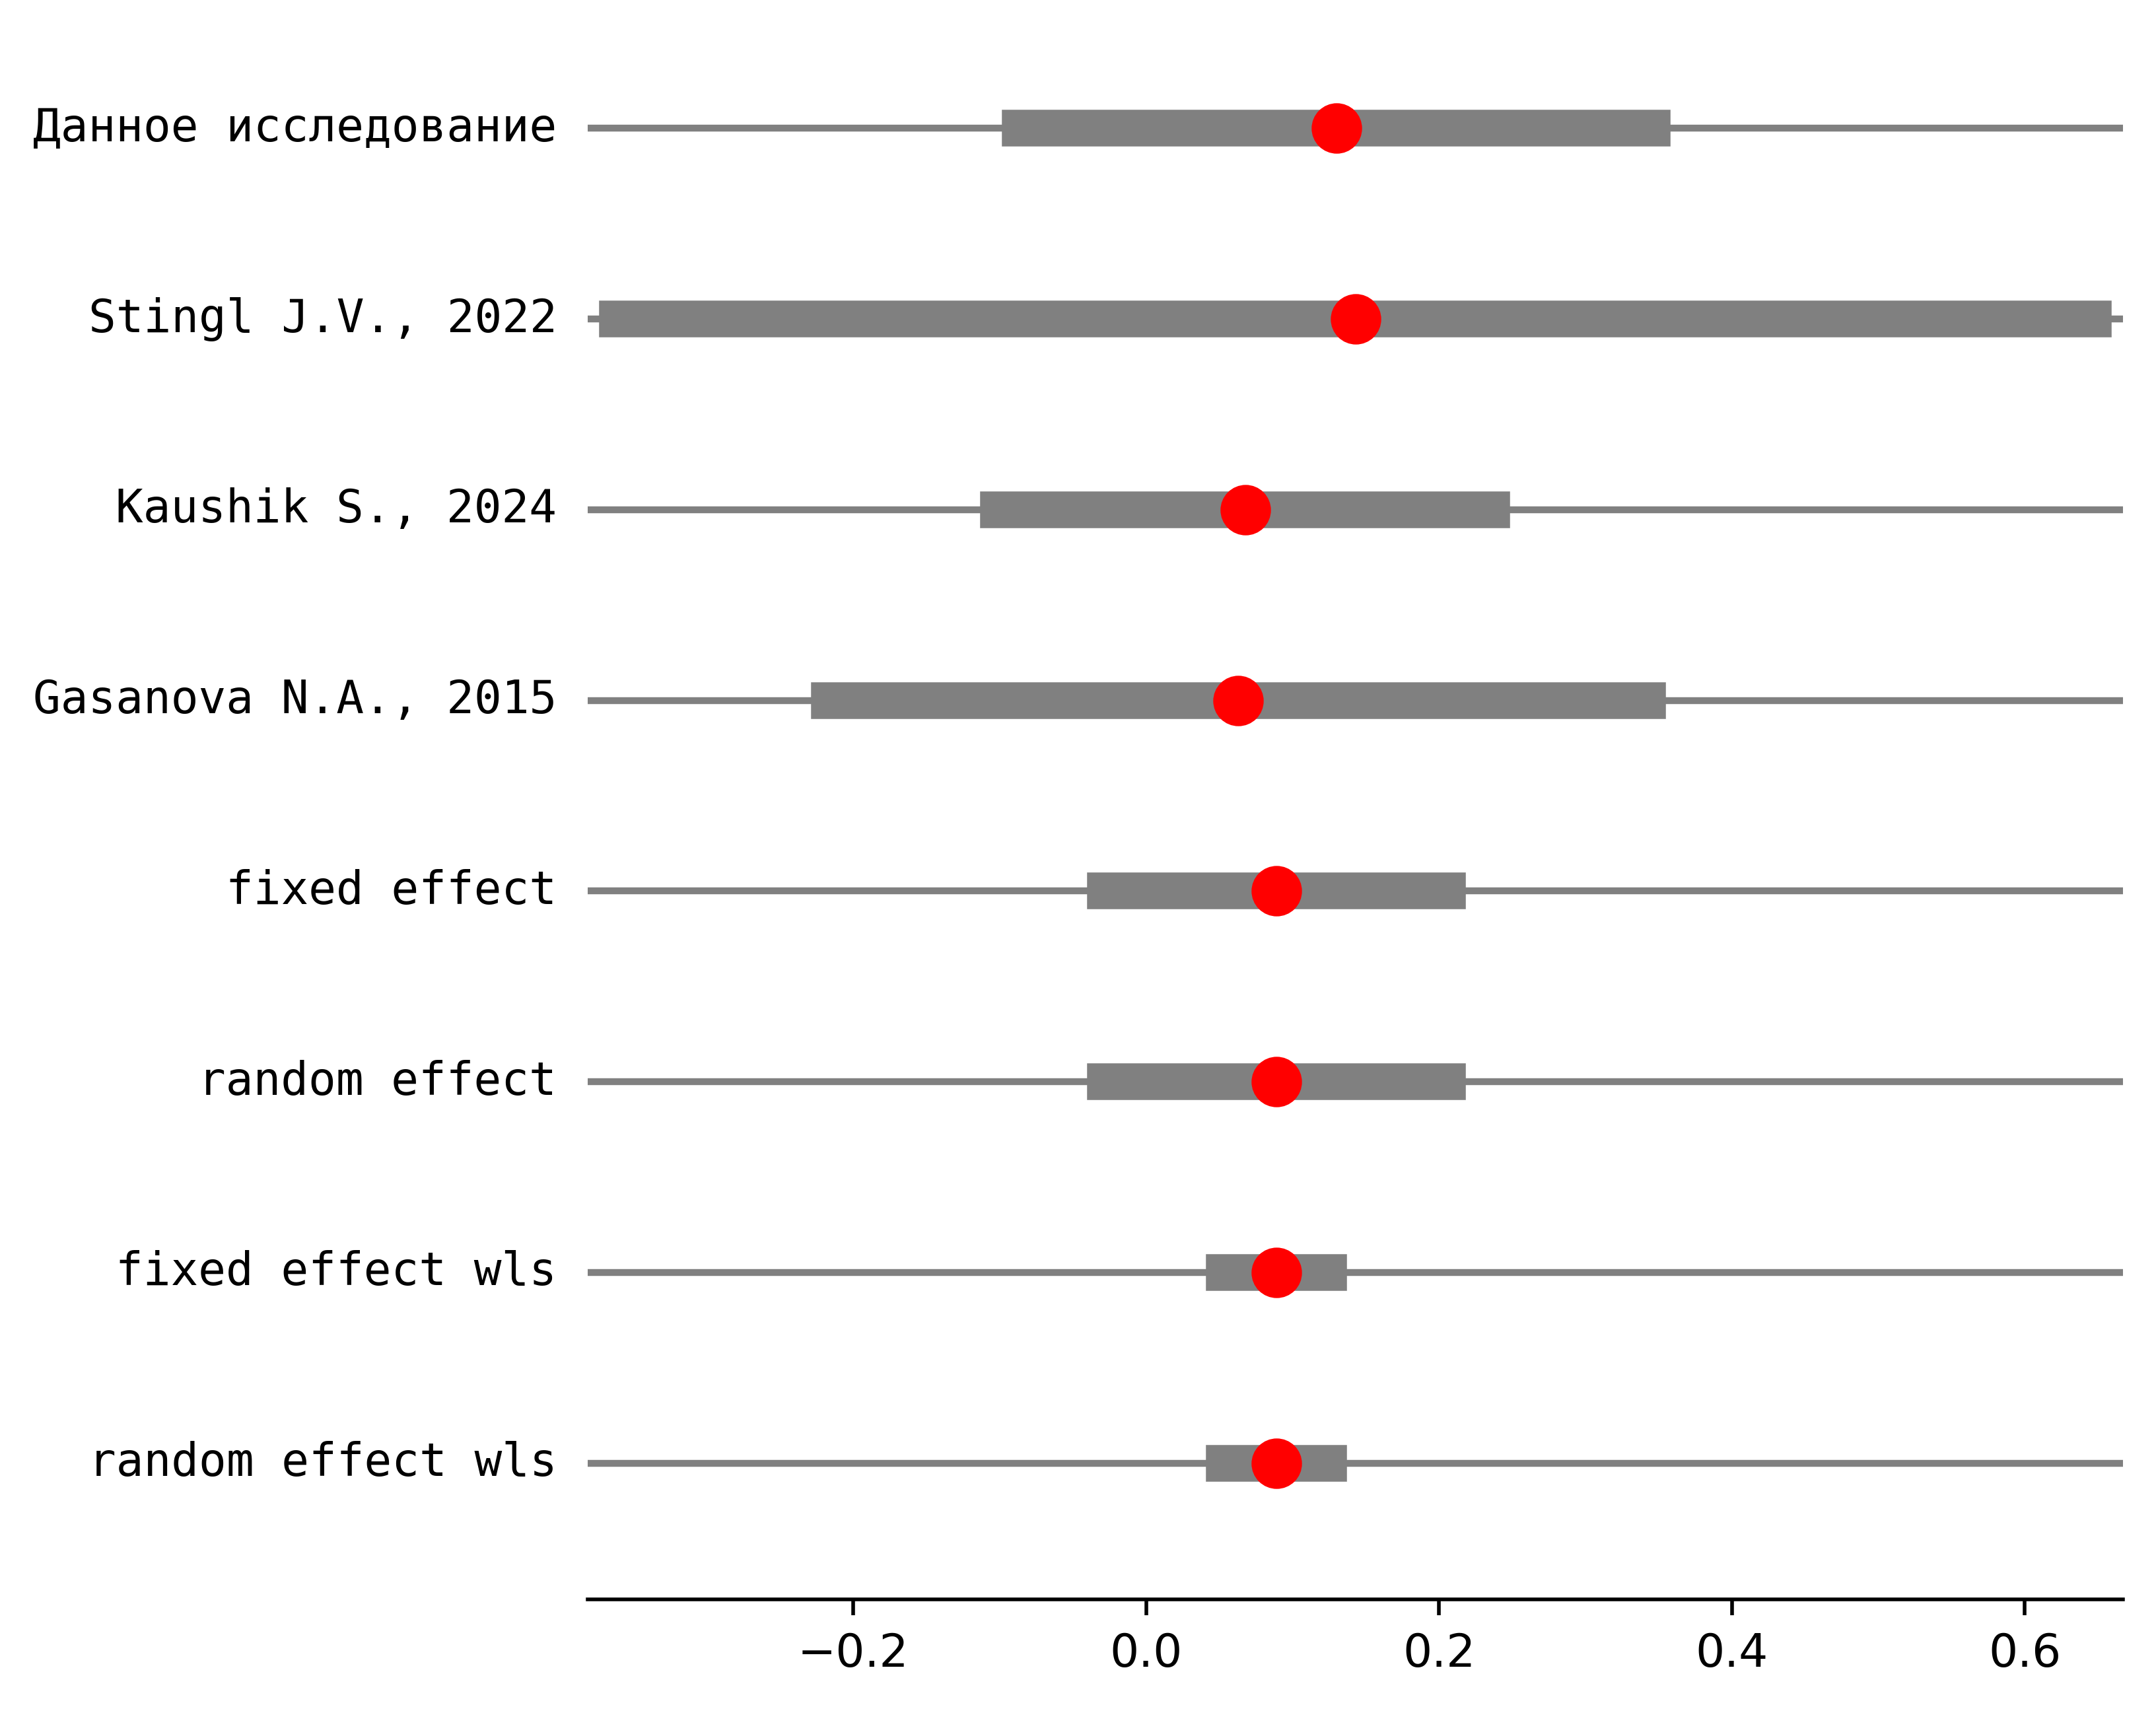 Данное исследование
Stingl J.V., 2022
Kaushik S., 2024
Gasanova N.A., 2015
fixed effect
random effect
fixed effect wls
random effect wls
−0.2 0.0 0.2 0.4 0.6